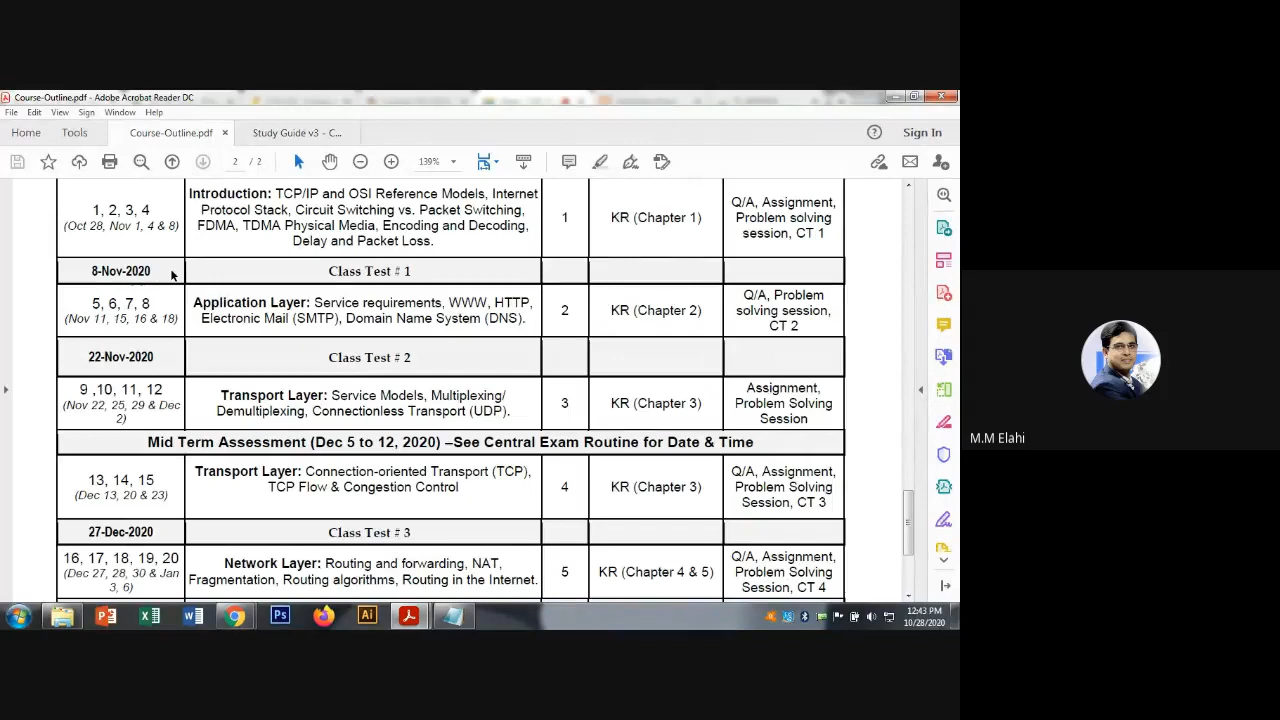 Course-Outline.pdf - Adobe Acrobat Reader DC
File Edit View Sign Window Help
Home Tools Course-Outline.pdf × Study Guide v3 – C... Sign In
2 / 2 139%
1, 2, 3, 4
(Oct 28, Nov 1, 4 & 8)
Introduction: TCP/IP and OSI Reference Models, Internet
Protocol Stack, Circuit Switching vs. Packet Switching,
FDMA, TDMA Physical Media, Encoding and Decoding,
Delay and Packet Loss.
1
KR (Chapter 1)
Q/A, Assignment,
Problem solving
session, CT 1
8-Nov-2020 Class Test # 1
5, 6, 7, 8
(Nov 11, 15, 16 & 18)
Application Layer: Service requirements, WWW, HTTP,
Electronic Mail (SMTP), Domain Name System (DNS).
2
KR (Chapter 2)
Q/A, Problem
solving session,
CT 2
22-Nov-2020 Class Test # 2
9 ,10, 11, 12
(Nov 22, 25, 29 & Dec
2)
Transport Layer: Service Models, Multiplexing/
Demultiplexing, Connectionless Transport (UDP).
3
KR (Chapter 3)
Assignment,
Problem Solving
Session
Mid Term Assessment (Dec 5 to 12, 2020) –See Central Exam Routine for Date & Time
13, 14, 15
(Dec 13, 20 & 23)
Transport Layer: Connection-oriented Transport (TCP),
TCP Flow & Congestion Control
4
KR (Chapter 3)
Q/A, Assignment,
Problem Solving
Session, CT 3
27-Dec-2020 Class Test # 3
16, 17, 18, 19, 20
(Dec 27, 28, 30 & Jan
3, 6)
Network Layer: Routing and forwarding, NAT,
Fragmentation, Routing algorithms, Routing in the Internet.
5
KR (Chapter 4 & 5)
Q/A, Assignment,
Problem Solving
Session, CT 4
Ps Ai
12:43 PM
10/28/2020
M.M Elahi